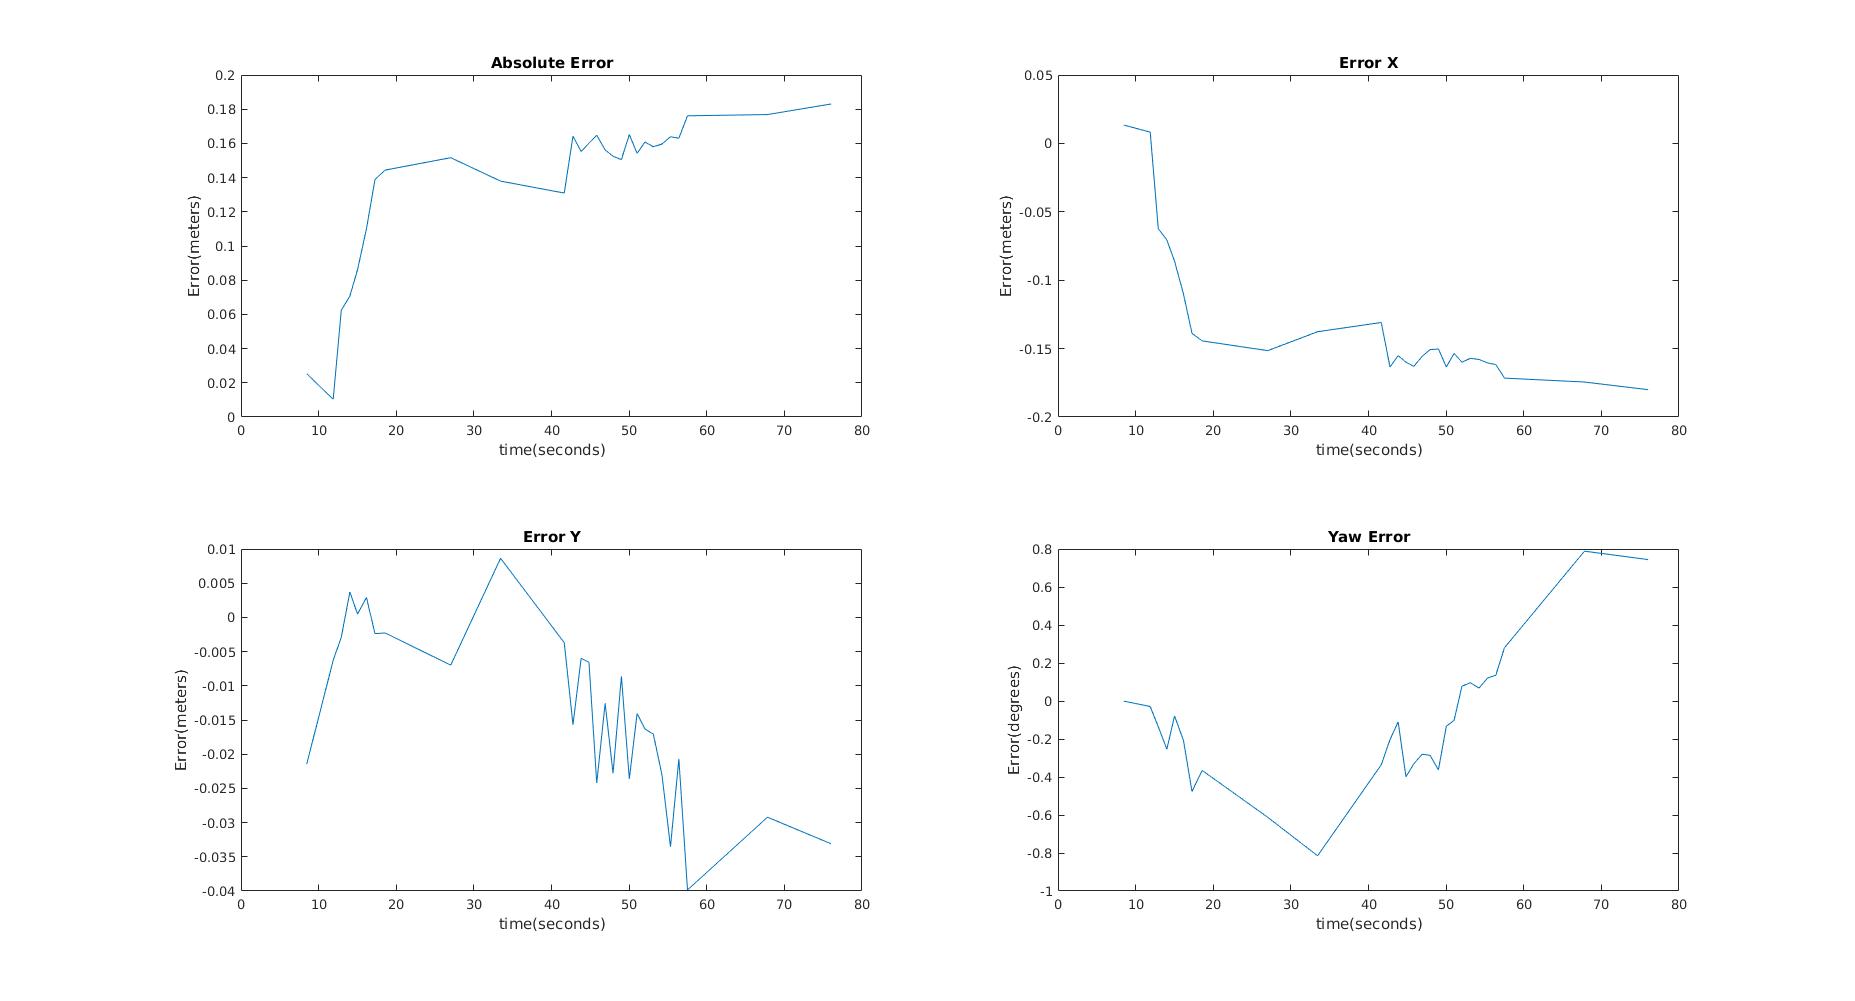 Absolute Error
0.2
0.18
0.16
0.14
0.12
0.1
0.08
0.06
0.04
0.02
0
Error(meters)
0 10 20 30 40 50 60 70 80
time(seconds)
Error X
0.05
0
-0.05
-0.1
-0.15
-0.2
Error(meters)
0 10 20 30 40 50 60 70 80
time(seconds)
Error Y
0.01
0.005
0
-0.005
-0.01
-0.015
-0.02
-0.025
-0.03
-0.035
-0.04
Error(meters)
0 10 20 30 40 50 60 70 80
time(seconds)
Yaw Error
0.8
0.6
0.4
0.2
0
-0.2
-0.4
-0.6
-0.8
-1
Error(degrees)
0 10 20 30 40 50 60 70 80
time(seconds)